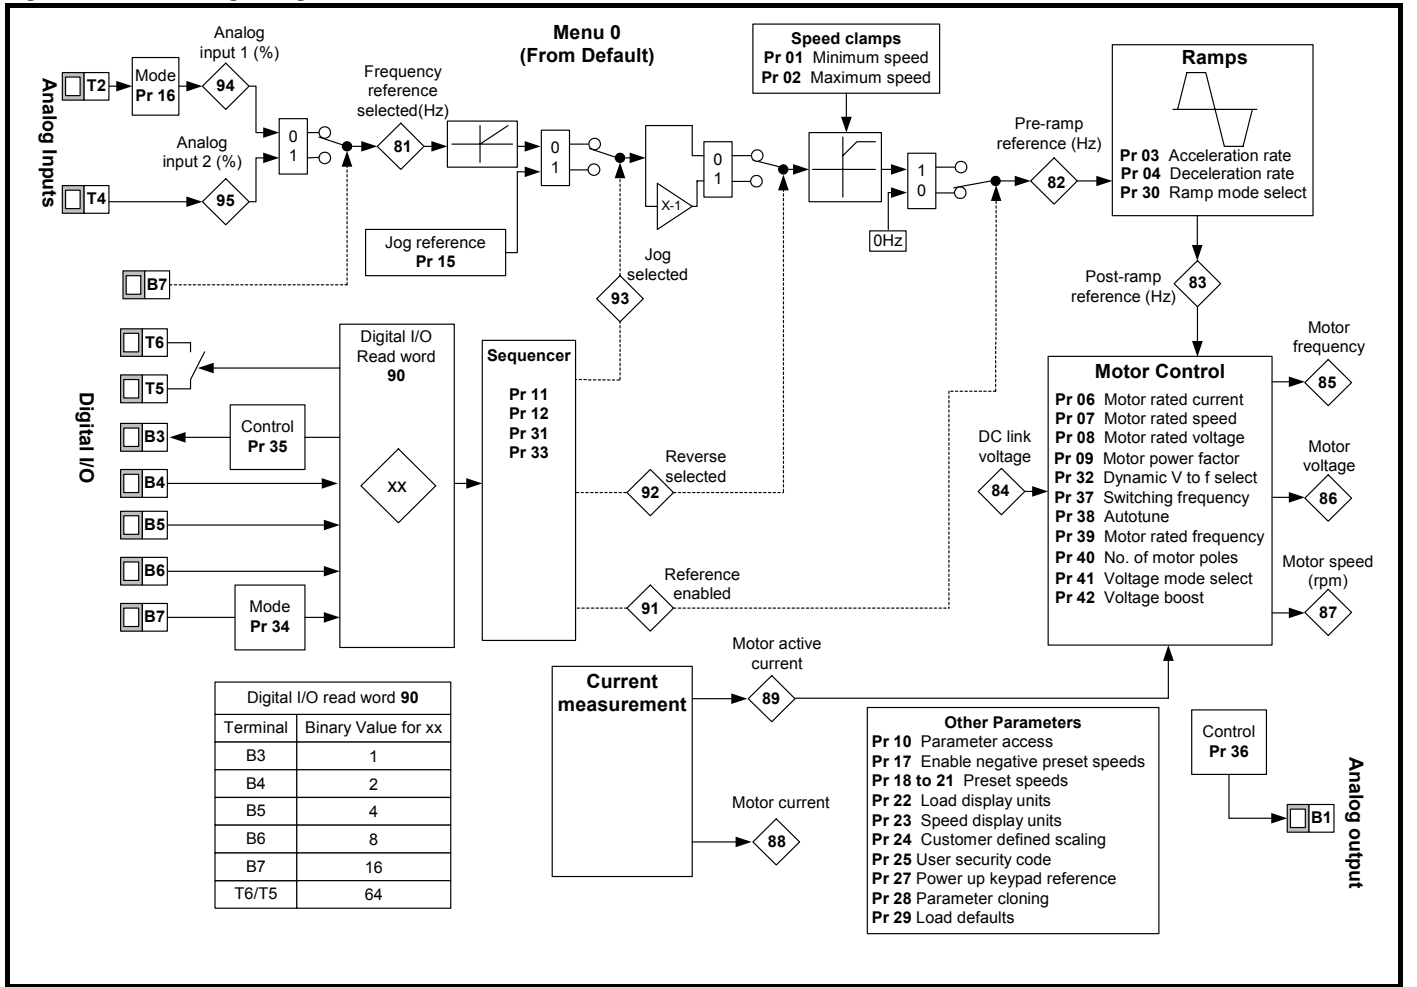 Menu 0
(From Default)
Analog Inputs
T2
Mode
Pr 16
Analog
input 1 (%)
94
T4
Analog
input 2 (%)
95
0
1
Frequency
reference
selected(Hz)
81
Jog reference
Pr 15
0
1
Jog
selected
93
X-1
0
1
Speed clamps
Pr 01 Minimum speed
Pr 02 Maximum speed
1
0
0Hz
Pre-ramp
reference (Hz)
82
Ramps
Pr 03 Acceleration rate
Pr 04 Deceleration rate
Pr 30 Ramp mode select
Post-ramp
reference (Hz)
83
B7
Digital I/O
T6
T5
B3
B4
B5
B6
B7
Control
Pr 35
Mode
Pr 34
Digital I/O
Read word
90
xx
Sequencer
Pr 11
Pr 12
Pr 31
Pr 33
Reverse
selected
92
Reference
enabled
91
DC link
voltage
84
Motor Control
Pr 06 Motor rated current
Pr 07 Motor rated speed
Pr 08 Motor rated voltage
Pr 09 Motor power factor
Pr 32 Dynamic V to f select
Pr 37 Switching frequency
Pr 38 Autotune
Pr 39 Motor rated frequency
Pr 40 No. of motor poles
Pr 41 Voltage mode select
Pr 42 Voltage boost
Motor
frequency
85
Motor
voltage
86
Motor speed
(rpm)
87
Current
measurement
Motor active
current
89
Motor current
88
Digital I/O read word 90
Terminal Binary Value for xx
B3 1
B4 2
B5 4
B6 8
B7 16
T6/T5 64
Other Parameters
Pr 10 Parameter access
Pr 17 Enable negative preset speeds
Pr 18 to 21 Preset speeds
Pr 22 Load display units
Pr 23 Speed display units
Pr 24 Customer defined scaling
Pr 25 User security code
Pr 27 Power up keypad reference
Pr 28 Parameter cloning
Pr 29 Load defaults
Control
Pr 36
B1
Analog output